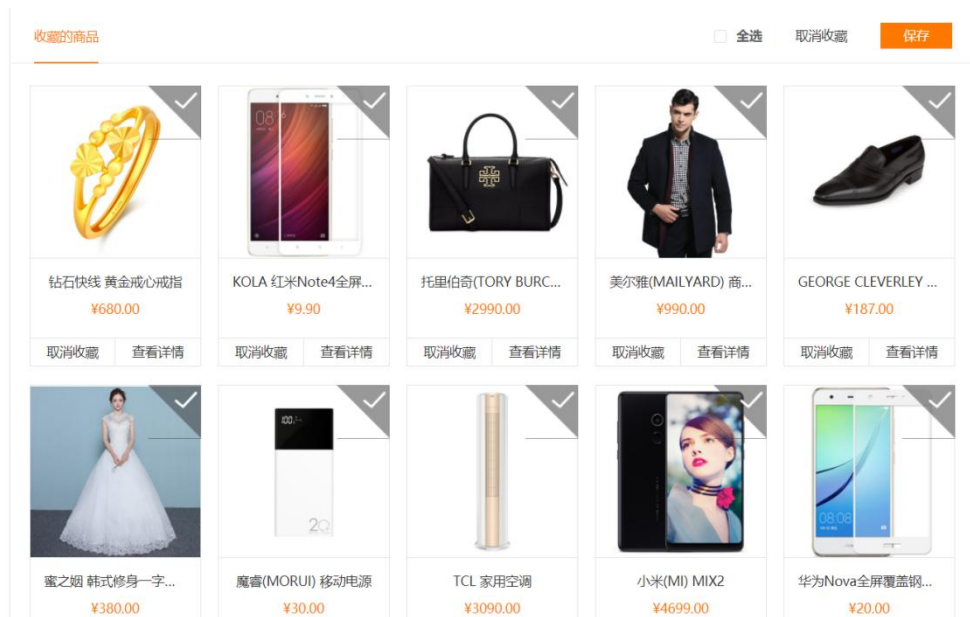 收藏的商品
全选
取消收藏
保存
钻石快线 黄金戒心戒指
KOLA 红米Note4全屏...
托里伯奇(TORY BURC...
美尔雅(MAILYARD) 商...
GEORGE CLEVERLEY ...
¥680.00
¥9.90
¥2990.00
¥990.00
¥187.00
取消收藏 查看详情
取消收藏 查看详情
取消收藏 查看详情
取消收藏 查看详情
取消收藏 查看详情
08:08
蜜之姻 韩式修身一字...
魔睿(MORUI) 移动电源
TCL 家用空调
小米(MI) MIX2
华为Nova全屏覆盖钢...
¥380.00
¥30.00
¥3090.00
¥4699.00
¥20.00